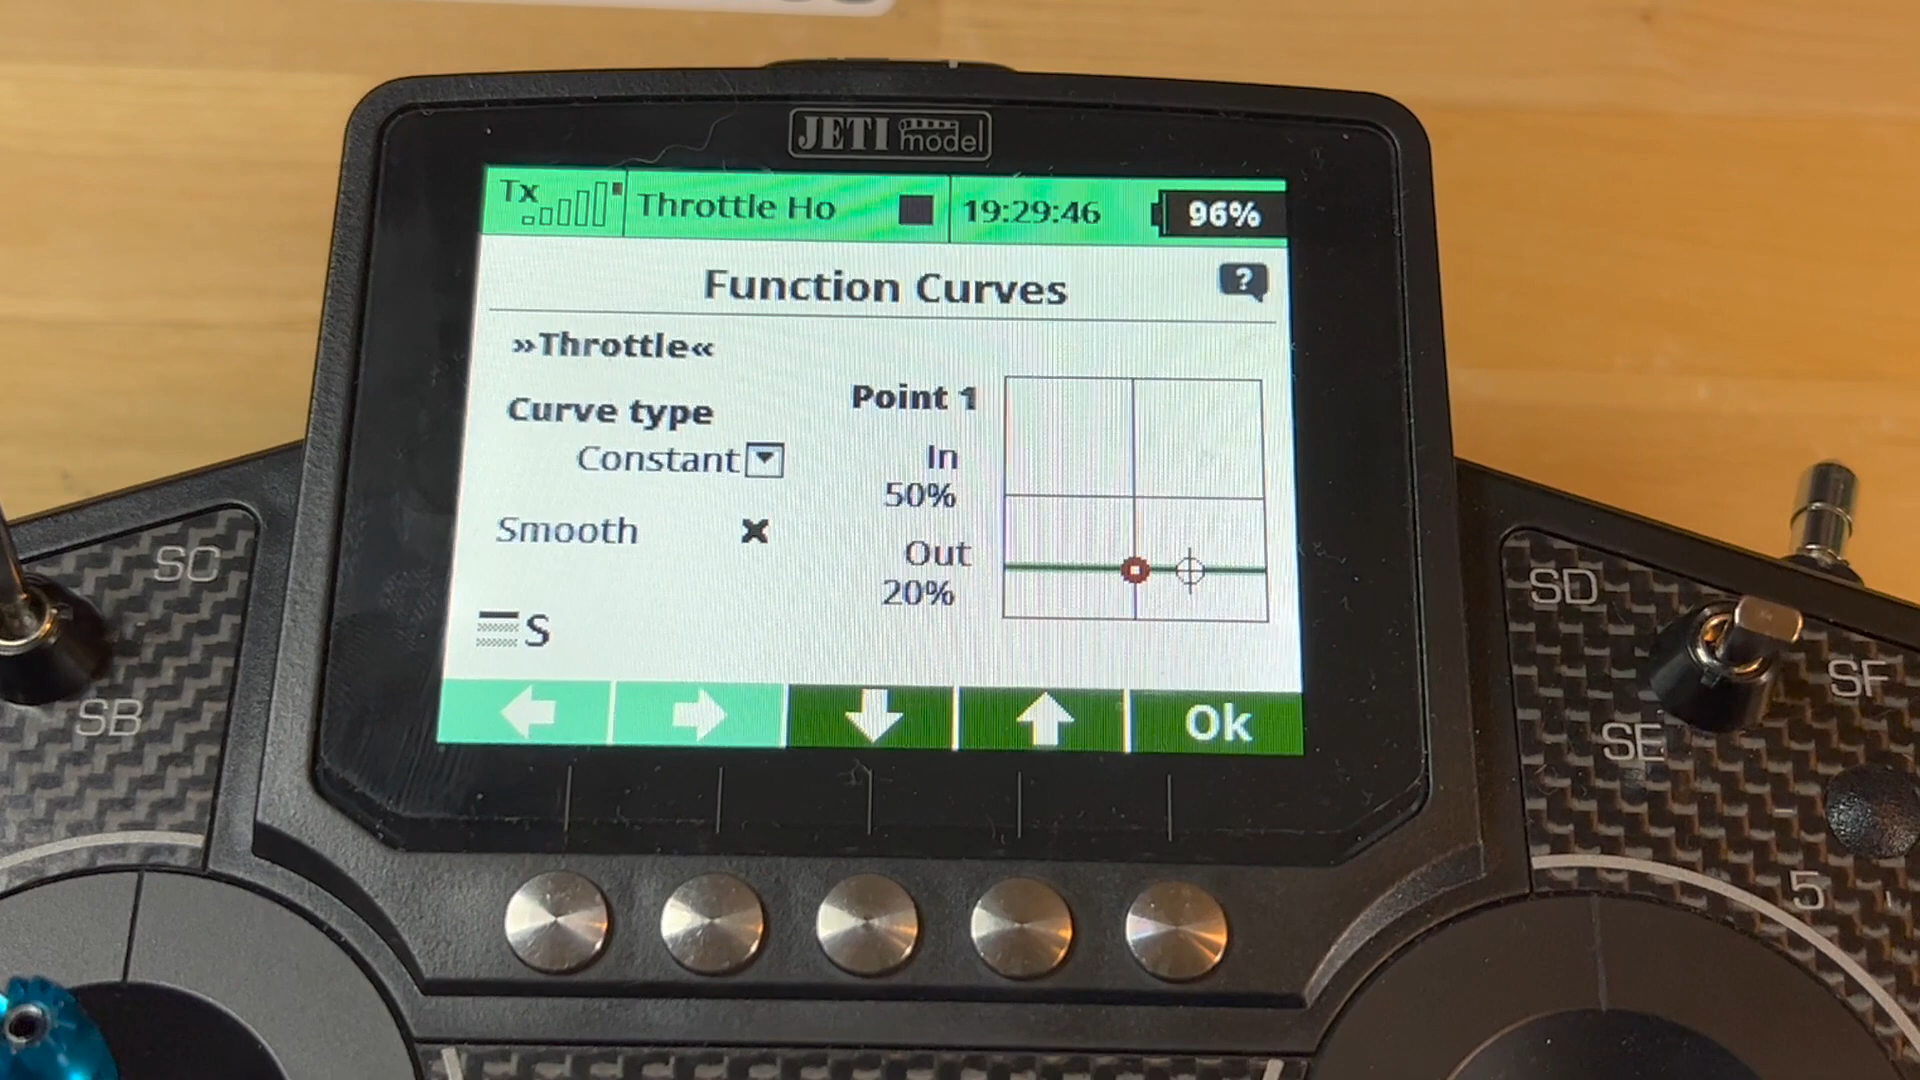 JETI model
Tx Throttle Ho 19:29:46 96%
Function Curves ?
»Throttle«
Curve type
Constant
Smooth
Point 1
In
50%
Out
20%
S
Ok
SC
SB
SD
SF
SE
5